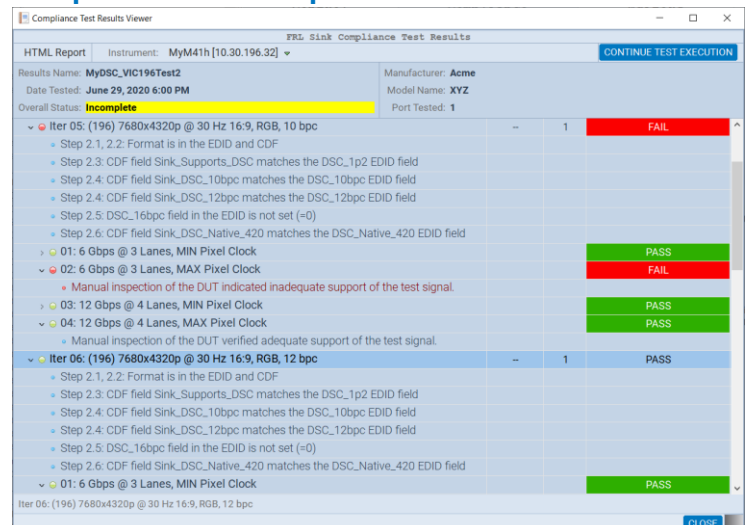 Compliance Test Results Viewer
FRL Sink Compliance Test Results
HTML Report Instrument: MyM41h [10.30.196.32] CONTINUE TEST EXECUTION
Results Name: MyDSC_VIC196Test2 Manufacturer: Acme
Date Tested: June 29, 2020 6:00 PM Model Name: XYZ
Overall Status: Incomplete Port Tested: 1
Iter 05: (196) 7680x4320p @ 30 Hz 16:9, RGB, 10 bpc -- 1 FAIL
Step 2.1, 2.2: Format is in the EDID and CDF
Step 2.3: CDF field Sink_Supports_DSC matches the DSC_1p2 EDID field
Step 2.4: CDF field Sink_DSC_10bpc matches the DSC_10bpc EDID field
Step 2.4: CDF field Sink_DSC_12bpc matches the DSC_12bpc EDID field
Step 2.5: DSC_16bpc field in the EDID is not set (=0)
Step 2.6: CDF field Sink_DSC_Native_420 matches the DSC_Native_420 EDID field
01: 6 Gbps @ 3 Lanes, MIN Pixel Clock PASS
02: 6 Gbps @ 3 Lanes, MAX Pixel Clock FAIL
Manual inspection of the DUT indicated inadequate support of the test signal.
03: 12 Gbps @ 4 Lanes, MIN Pixel Clock PASS
04: 12 Gbps @ 4 Lanes, MAX Pixel Clock PASS
Manual inspection of the DUT verified adequate support of the test signal.
Iter 06: (196) 7680x4320p @ 30 Hz 16:9, RGB, 12 bpc -- 1 PASS
Step 2.1, 2.2: Format is in the EDID and CDF
Step 2.3: CDF field Sink_Supports_DSC matches the DSC_1p2 EDID field
Step 2.4: CDF field Sink_DSC_10bpc matches the DSC_10bpc EDID field
Step 2.4: CDF field Sink_DSC_12bpc matches the DSC_12bpc EDID field
Step 2.5: DSC_16bpc field in the EDID is not set (=0)
Step 2.6: CDF field Sink_DSC_Native_420 matches the DSC_Native_420 EDID field
01: 6 Gbps @ 3 Lanes, MIN Pixel Clock PASS
Iter 06: (196) 7680x4320p @ 30 Hz 16:9, RGB, 12 bpc
CLOSE